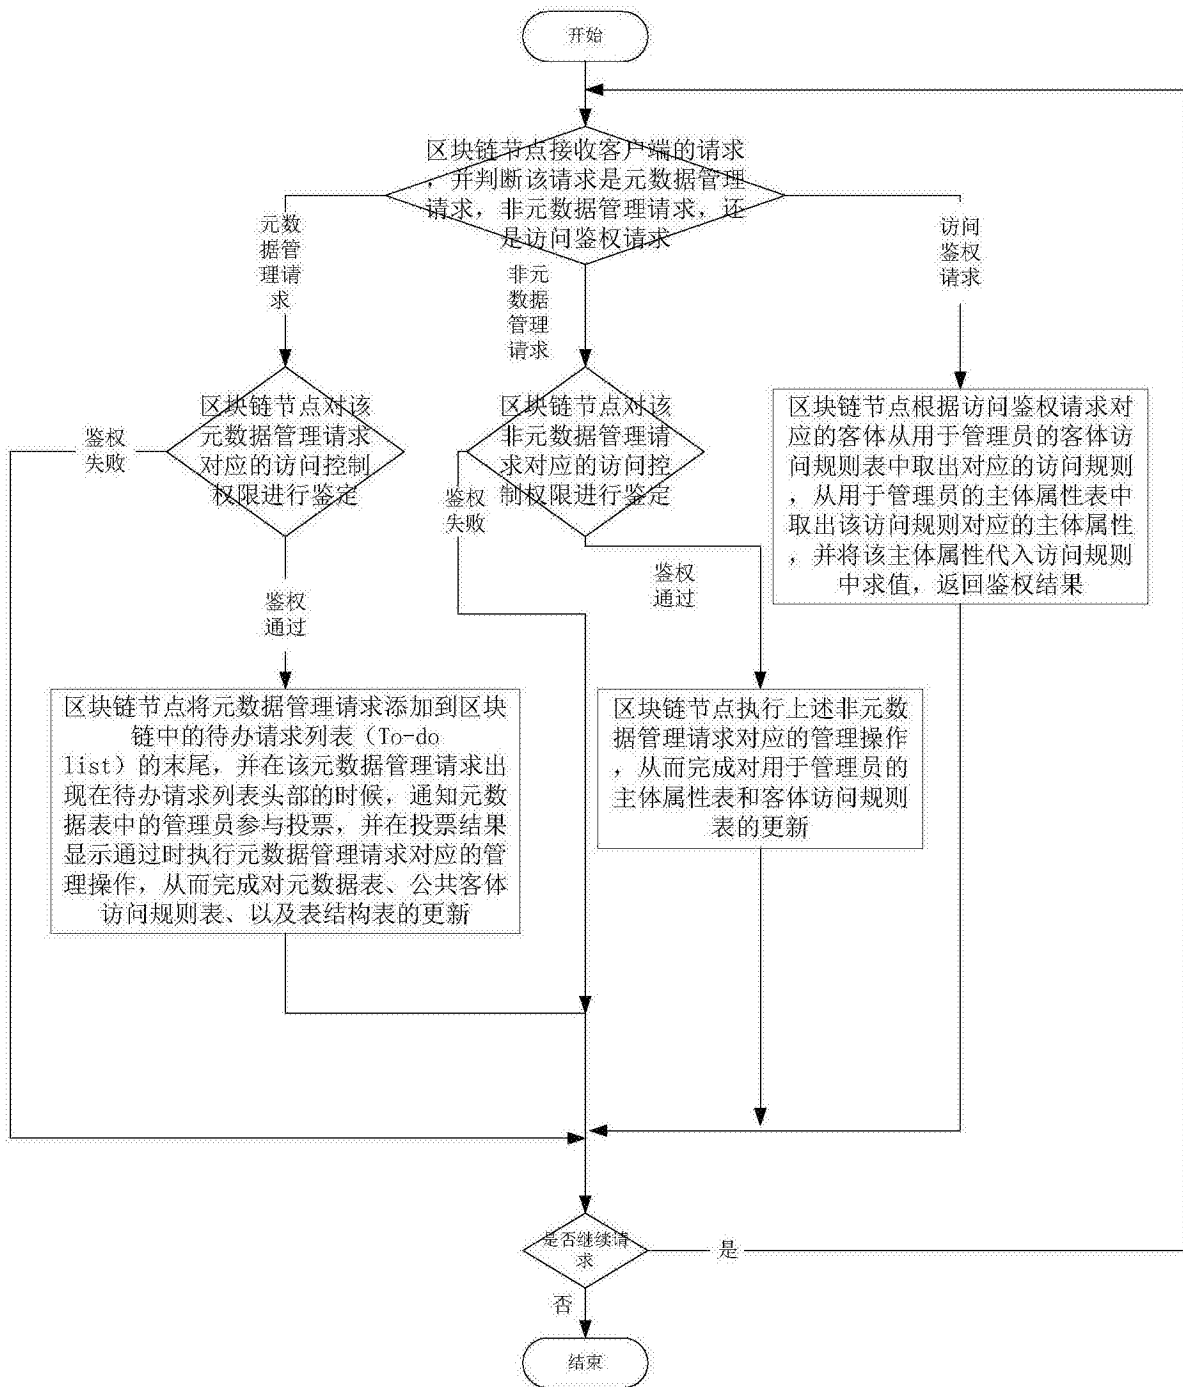 开始
区块链节点接收客户端的请求
，并判断该请求是元数据管理
请求，非元数据管理请求，还
是访问鉴权请求
元数
据管
理请
求
非元
数据
管理
请求
访问
鉴权
请求
区块链节点对该
元数据管理请求
对应的访问控制
权限进行鉴定
鉴权
失败
鉴权
通过
区块链节点对该
非元数据管理请
求对应的访问控
制权限进行鉴定
鉴权
失败
鉴权
通过
区块链节点根据访问鉴权请求对
应的客体从用于管理员的客体访
问规则表中取出对应的访问规则
，从用于管理员的主体属性表中
取出该访问规则对应的主体属性
，并将该主体属性代入访问规则
中求值，返回鉴权结果
区块链节点将元数据管理请求添加到区块
链中的待办请求列表（To-do
list）的末尾，并在该元数据管理请求出
现在待办请求列表头部的时候，通知元数
据表中的管理员参与投票，并在投票结果
显示通过时执行元数据管理请求对应的管
理操作，从而完成对元数据表、公共客体
访问规则表、以及表结构表的更新
区块链节点执行上述非元数
据管理请求对应的管理操作
，从而完成对用于管理员的
主体属性表和客体访问规则
表的更新
是否继续请
求
是
否
结束